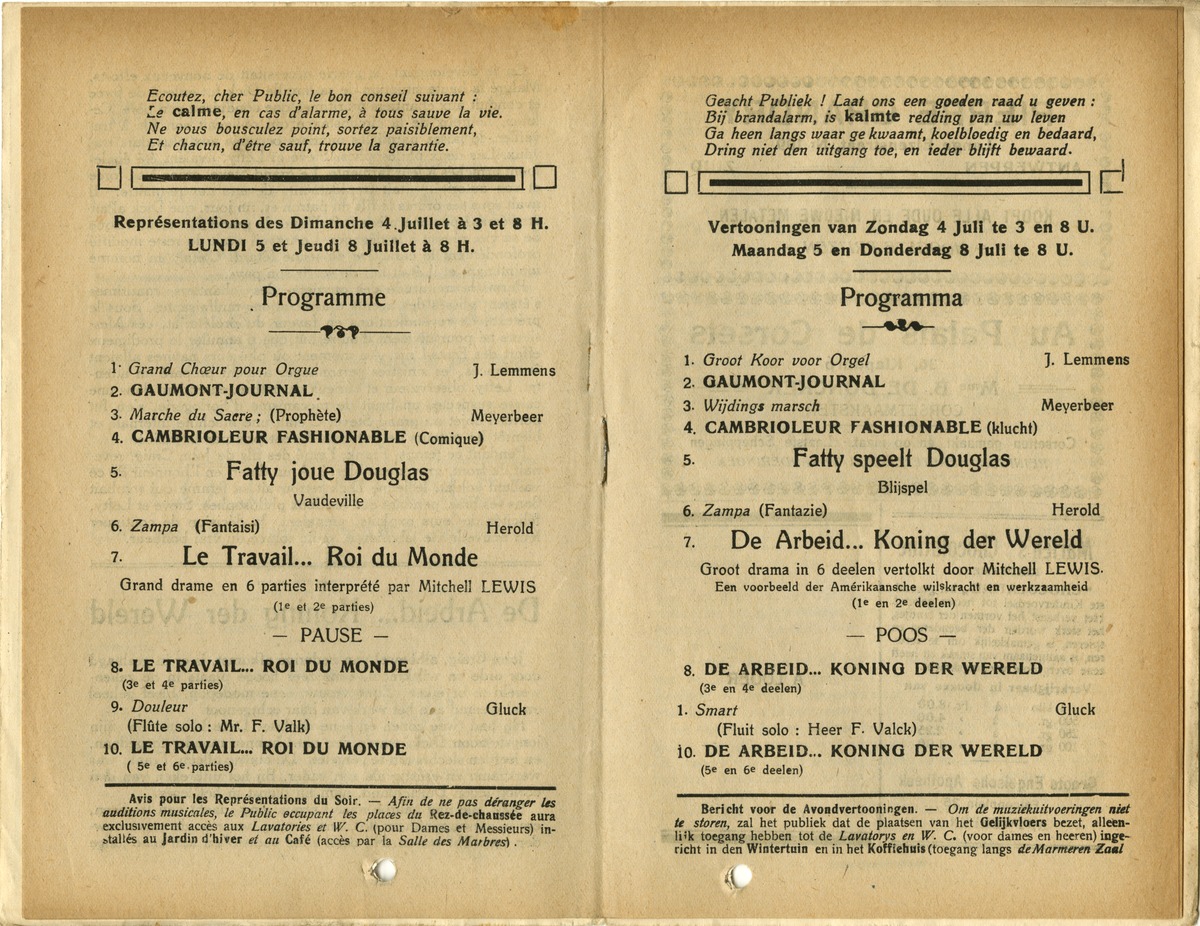 Ecoutez, cher Public, le bon conseil suivant :
Le calme, en cas d'alarme, à tous sauve la vie.
Ne vous bousculez point, sortez paisiblement,
Et chacun, d'être sauf, trouve la garantie.
Représentations des Dimanche 4 Juillet à 3 et 8 H.
LUNDI 5 et Jeudi 8 Juillet à 8 H.
Programme
1. Grand Chœur pour Orgue J. Lemmens
2. GAUMONT-JOURNAL.
3. Marche du Sacre ; (Prophète) Meyerbeer
4. CAMBRIOLEUR FASHIONABLE (Comique)
5. Fatty joue Douglas
Vaudeville
6. Zampa (Fantaisi) Herold
7. Le Travail... Roi du Monde
Grand drame en 6 parties interprété par Mitchell LEWIS
(1e et 2e parties)
— PAUSE —
8. LE TRAVAIL... ROI DU MONDE
(3e et 4e parties)
9. Douleur Gluck
(Flûte solo : Mr. F. Valk)
10. LE TRAVAIL... ROI DU MONDE
( 5e et 6e parties)
Avis pour les Représentations du Soir. — Afin de ne pas déranger les
auditions musicales, le Public occupant les places du Rez-de-chaussée aura
exclusivement accès aux Lavatories et W. C. (pour Dames et Messieurs) in-
stallés au Jardin d'hiver et au Café (accès par la Salle des Marbres).
Geacht Publiek ! Laat ons een goeden raad u geven :
Bij brandalarm, is kalmte redding van uw leven
Ga heen langs waar ge kwaamt, koelbloedig en bedaard,
Dring niet den uitgang toe, en ieder blijft bewaard.
Vertooningen van Zondag 4 Juli te 3 en 8 U.
Maandag 5 en Donderdag 8 Juli te 8 U.
Programma
1. Groot Koor voor Orgel J. Lemmens
2. GAUMONT-JOURNAL
3. Wijdings marsch Meyerbeer
4. CAMBRIOLEUR FASHIONABLE (klucht)
5. Fatty speelt Douglas
Blijspel
6. Zampa (Fantazie) Herold
7. De Arbeid... Koning der Wereld
Groot drama in 6 deelen vertolkt door Mitchell LEWIS.
Een voorbeeld der Amérikaansche wilskracht en werkzaamheid
(1e en 2e deelen)
— POOS —
8. DE ARBEID... KONING DER WERELD
(3e en 4e deelen)
1. Smart Gluck
(Fluit solo : Heer F. Valck)
10. DE ARBEID... KONING DER WERELD
(5e en 6e deelen)
Bericht voor de Avondvertooningen. — Om de muziekuitvoeringen niet
te storen, zal het publiek dat de plaatsen van het Gelijkvloers bezet, alleen-
lijk toegang hebben tot de Lavatorys en W. C. (voor dames en heeren) inge-
richt in den Wintertuin en in het Koffiehuis (toegang langs de Marmeren Zaal